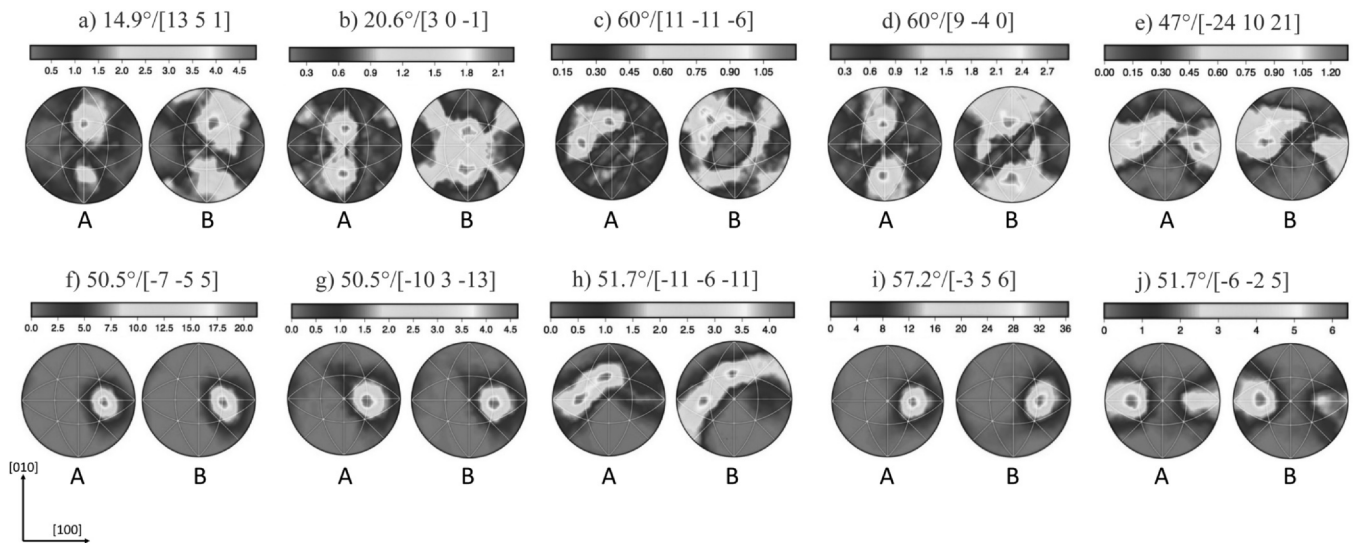 a) 14.9°/[13 5 1]
b) 20.6°/[3 0 -1]
c) 60°/[11 -11 -6]
d) 60°/[9 -4 0]
e) 47°/[-24 10 21]
0.5 1.0 1.5 2.0 2.5 3.0 3.5 4.0 4.5
0.3 0.6 0.9 1.2 1.5 1.8 2.1
0.15 0.30 0.45 0.60 0.75 0.90 1.05
0.3 0.6 0.9 1.2 1.5 1.8 2.1 2.4 2.7
0.00 0.15 0.30 0.45 0.60 0.75 0.90 1.05 1.20
A B A B A B A B A B
f) 50.5°/[-7 -5 5]
g) 50.5°/[-10 3 -13]
h) 51.7°/[-11 -6 -11]
i) 57.2°/[-3 5 6]
j) 51.7°/[-6 -2 5]
0.0 2.5 5.0 7.5 10.0 12.5 15.0 17.5 20.0
0.0 0.5 1.0 1.5 2.0 2.5 3.0 3.5 4.0 4.5
0.0 0.5 1.0 1.5 2.0 2.5 3.0 3.5 4.0
0 4 8 12 16 20 24 28 32 36
0 1 2 3 4 5 6
A B A B A B A B A B
[010]
[100]